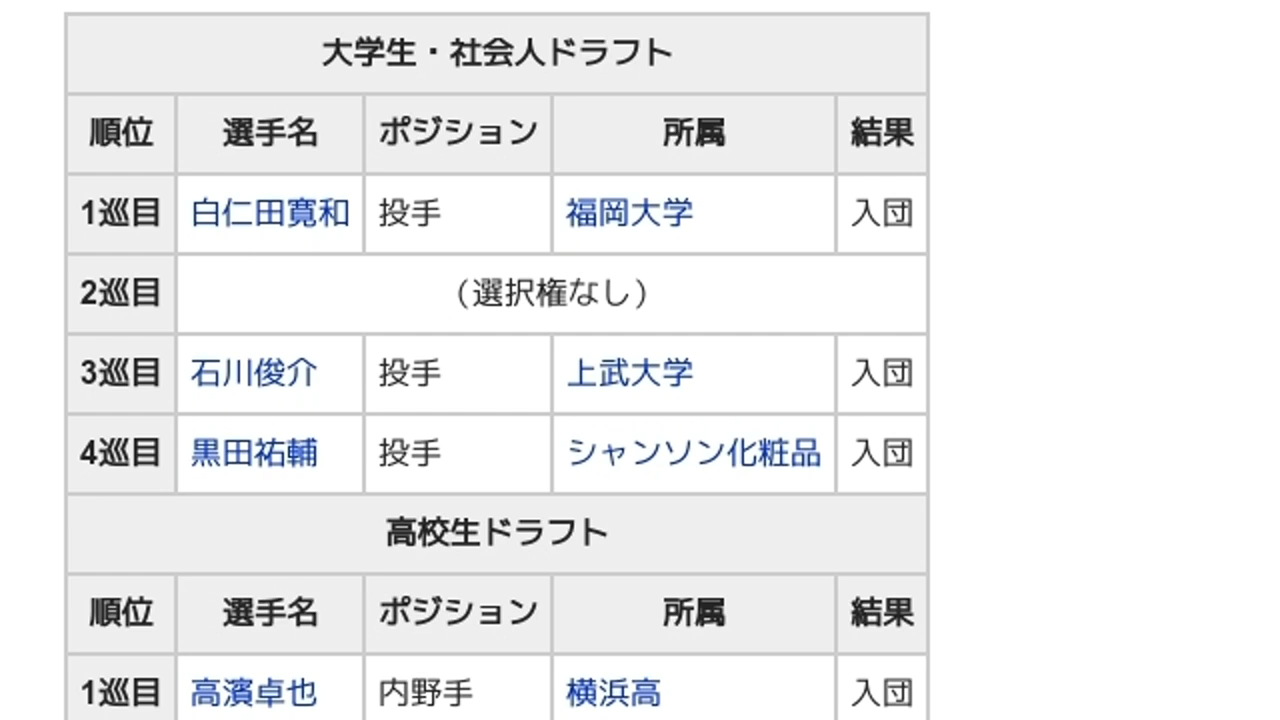 大学生・社会人ドラフト
順位 選手名 ポジション 所属 結果
1巡目 白仁田寛和 投手 福岡大学 入団
2巡目 （選択権なし）
3巡目 石川俊介 投手 上武大学 入団
4巡目 黒田祐輔 投手 シャンソン化粧品 入団
高校生ドラフト
順位 選手名 ポジション 所属 結果
1巡目 高濱卓也 内野手 横浜高 入団